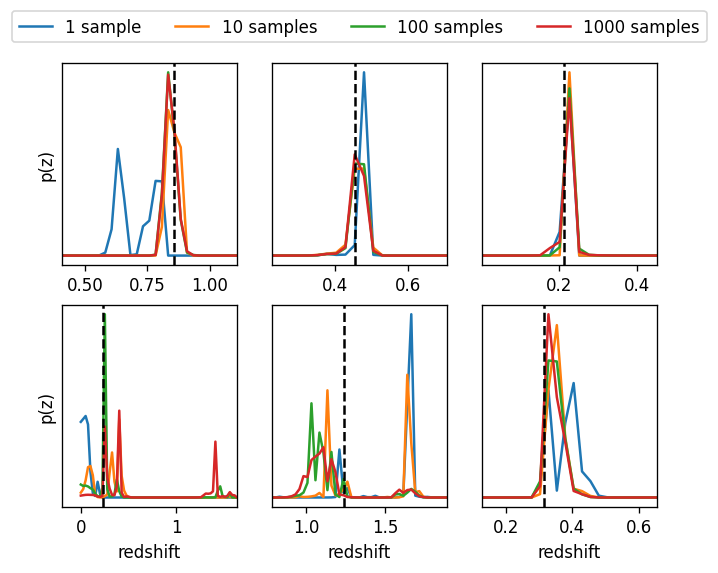 1 sample 10 samples 100 samples 1000 samples
p(z)
0.50 0.75 1.00
0.4 0.6
0.2 0.4
p(z)
0 1
1.0 1.5
0.2 0.4 0.6
redshift redshift redshift